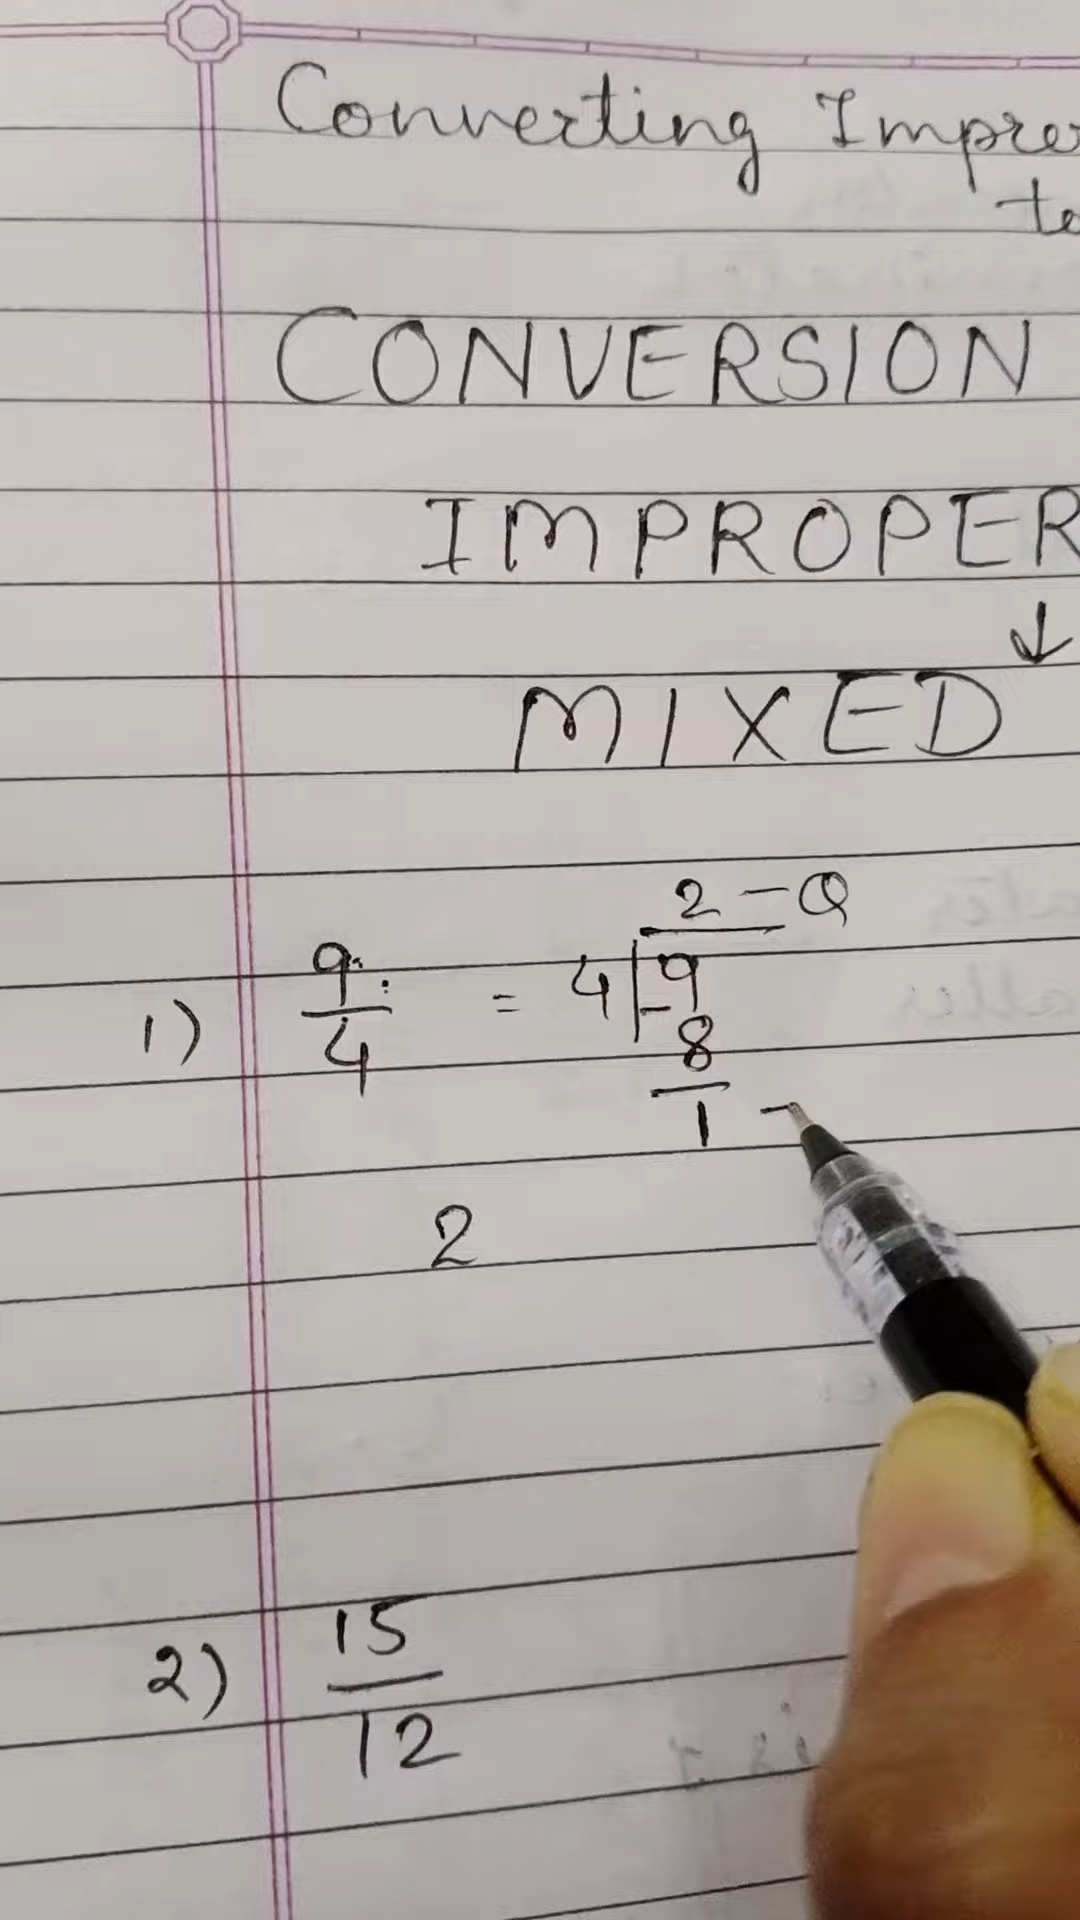 Converting Impro
to
CONVERSION
IMPROPER
↓
MIXED
2 - Q
1) 9/4 = 4 9
- 8
1 -
2
2) 15/12